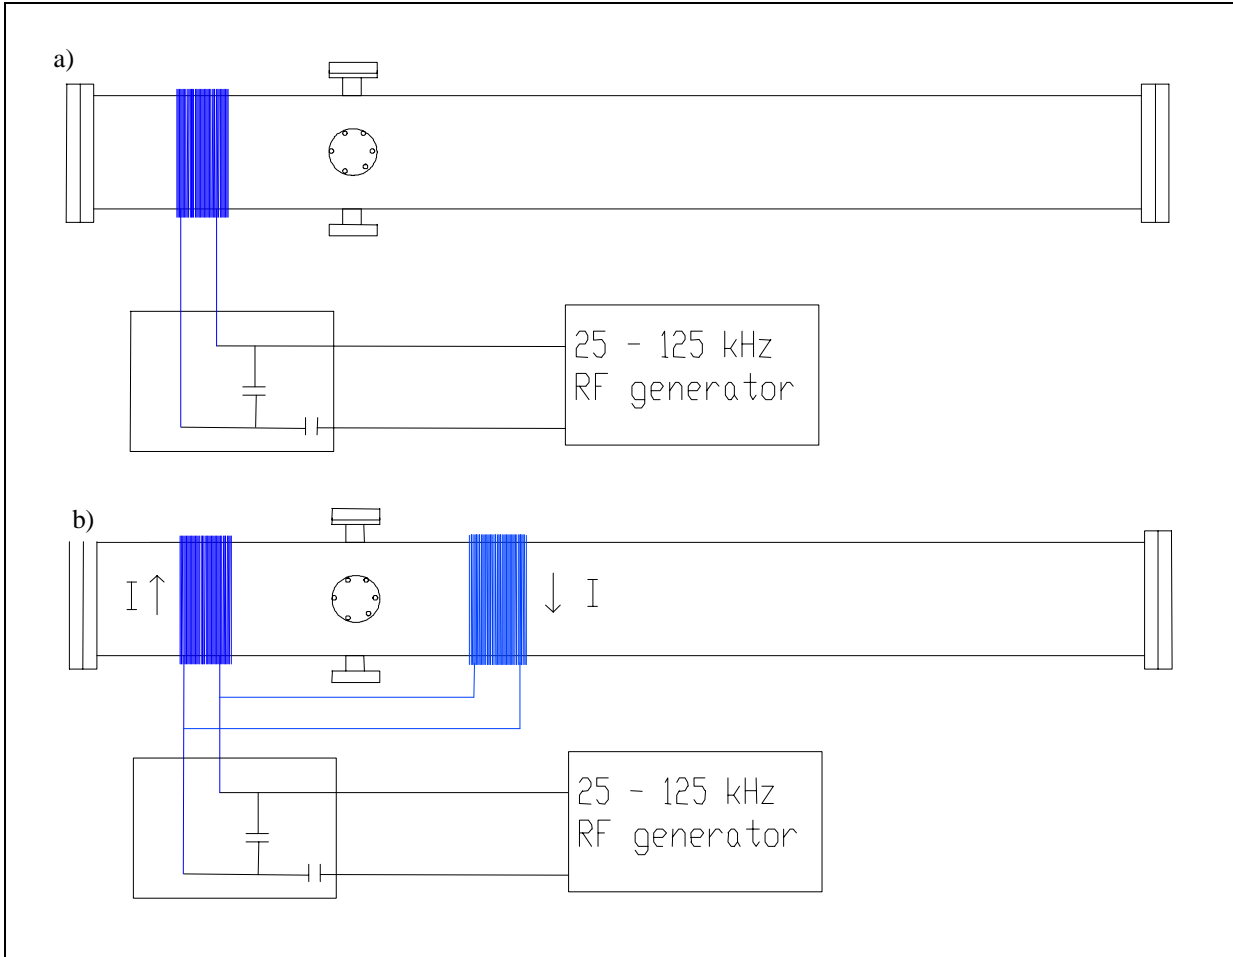 a)
25 - 125 kHz
RF generator
b)
I
I
25 - 125 kHz
RF generator